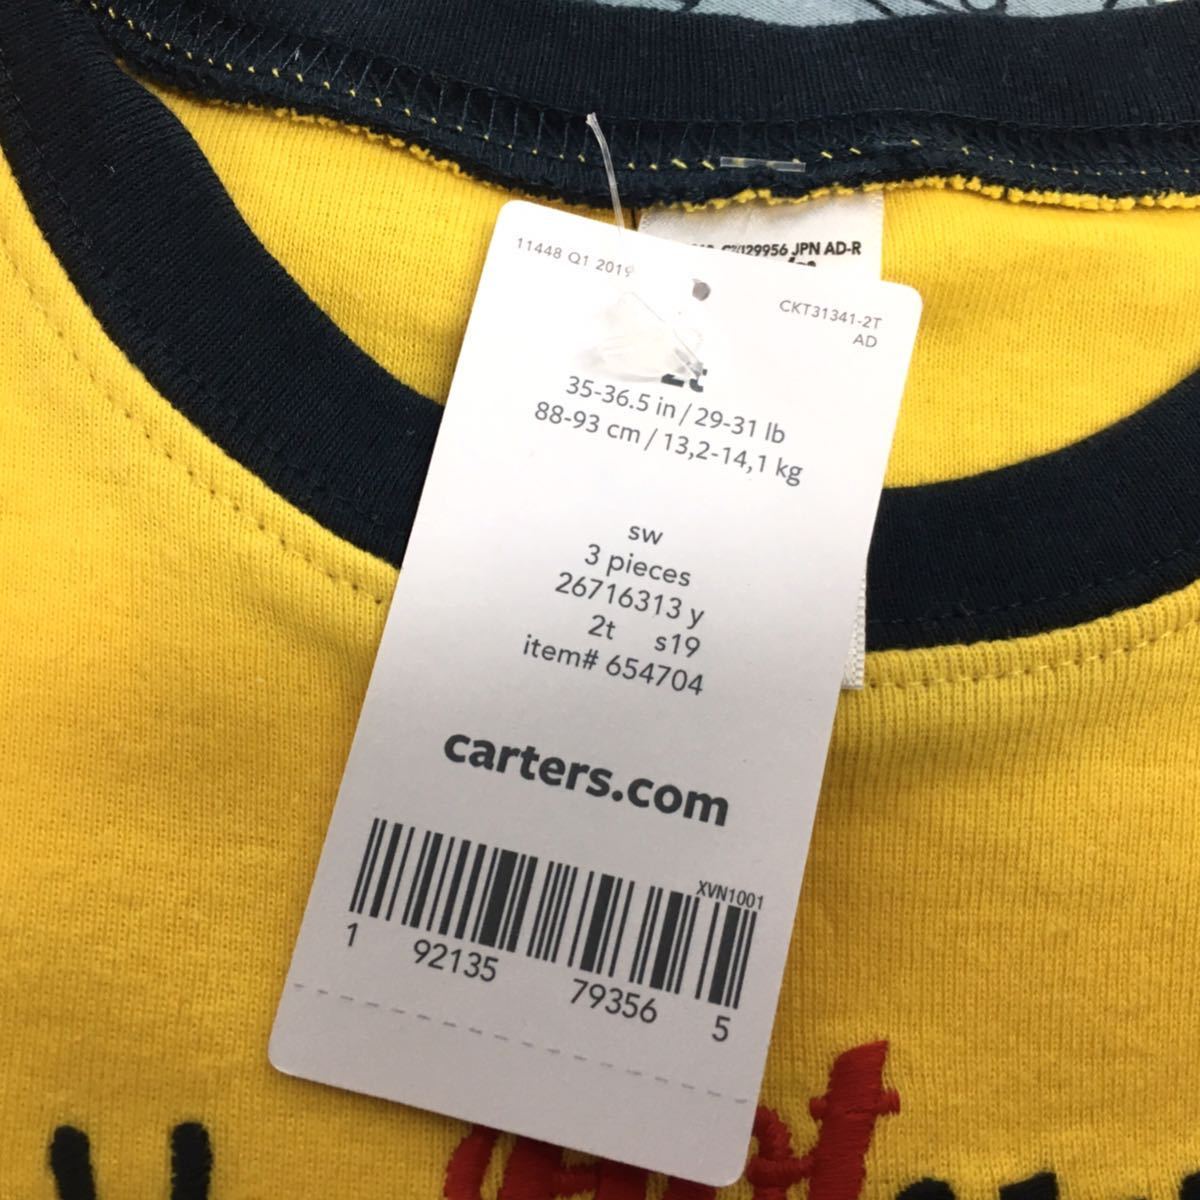 C%129956 JPN AD-R
11448 Q1 2019
CKT31341-2T
AD
2t
35-36.5 in / 29-31 lb
88-93 cm / 13,2-14,1 kg
sw
3 pieces
26716313 y
2t s19
item# 654704
carters.com
XVN1001
1 92135 79356 5